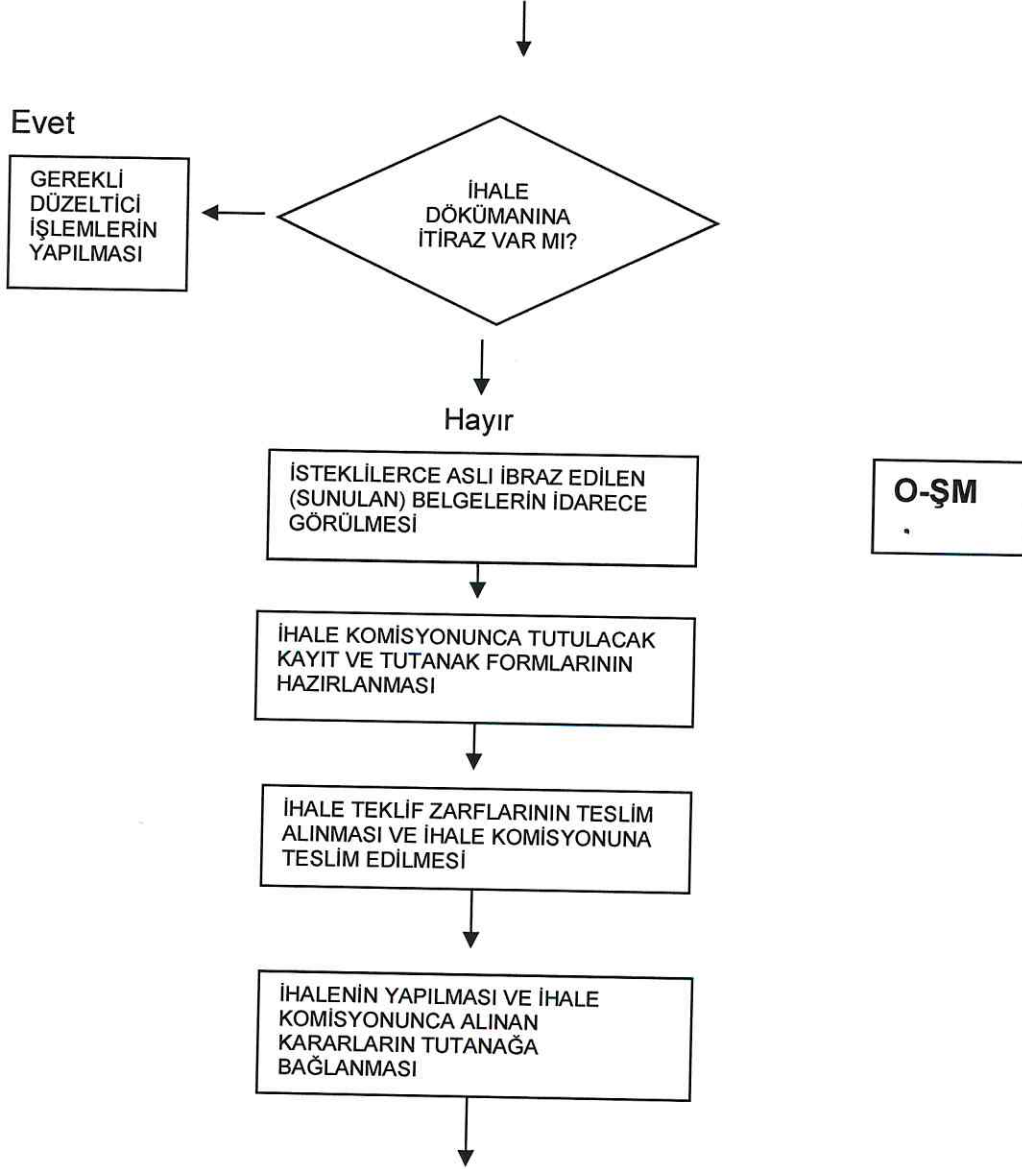 Evet
GEREKLİ
DÜZELTİCİ
İŞLEMLERİN
YAPILMASI
İHALE
DÖKÜMANINA
İTİRAZ VAR MI?
Hayır
İSTEKLİLERCE ASLI İBRAZ EDİLEN
(SUNULAN) BELGELERİN İDARECE
GÖRÜLMESİ
O-ŞM
İHALE KOMİSYONUNCA TUTULACAK
KAYIT VE TUTANAK FORMLARININ
HAZIRLANMASI
İHALE TEKLİF ZARFLARININ TESLİM
ALINMASI VE İHALE KOMİSYONUNA
TESLİM EDİLMESİ
İHALENİN YAPILMASI VE İHALE
KOMİSYONUNCA ALINAN
KARARLARIN TUTANAĞA
BAĞLANMASI